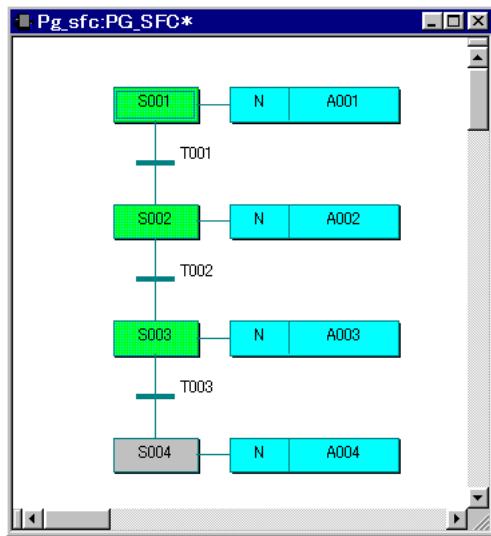 Pg_sfc:PG_SFC*
S001 N A001
T001
S002 N A002
T002
S003 N A003
T003
S004 N A004